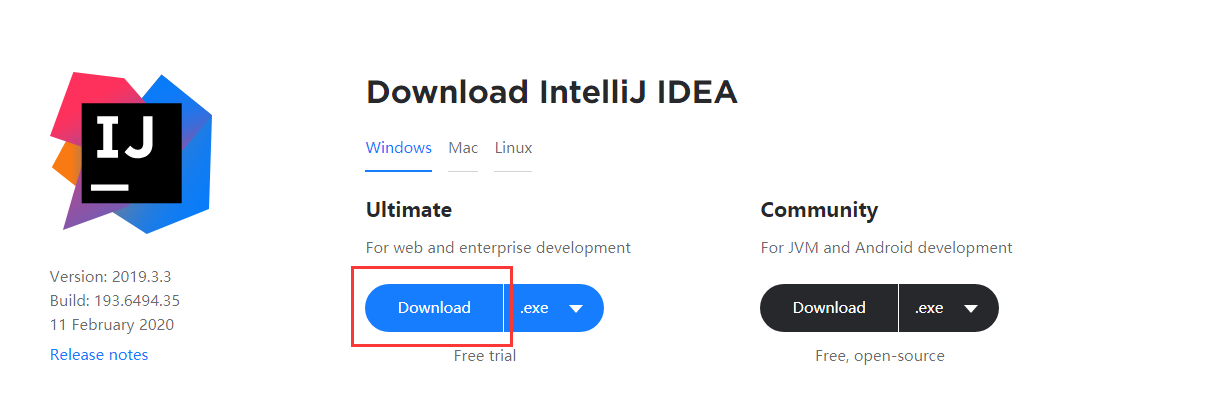 IJ
Download IntelliJ IDEA
Windows Mac Linux
Ultimate
For web and enterprise development
Download .exe
Free trial
Community
For JVM and Android development
Download .exe
Free, open-source
Version: 2019.3.3
Build: 193.6494.35
11 February 2020
Release notes